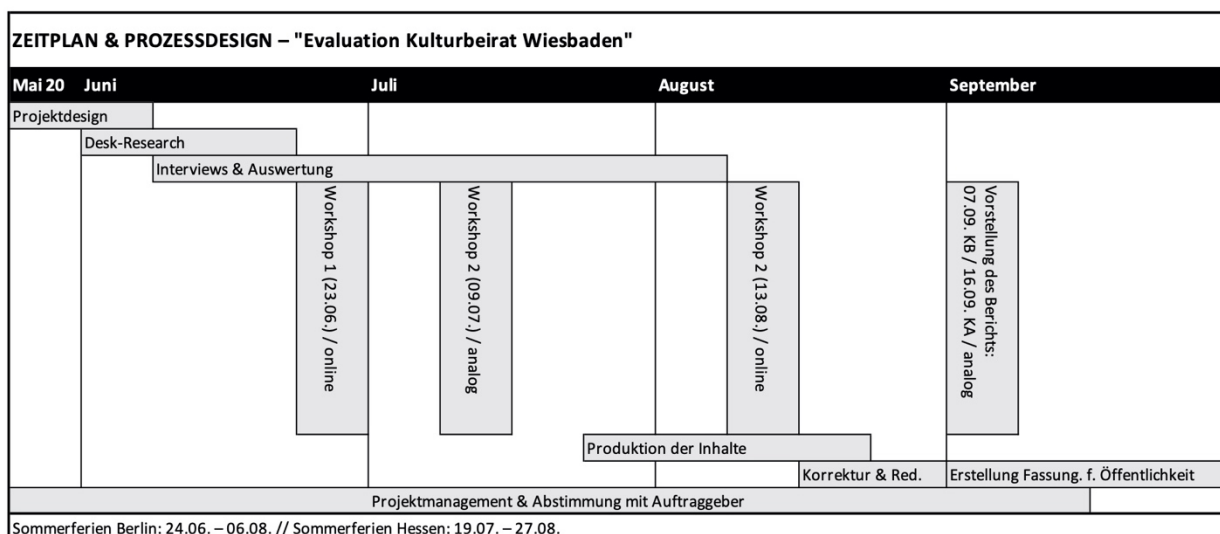 ZEITPLAN & PROZESSDESIGN – "Evaluation Kulturbeirat Wiesbaden"
Mai 20 Juni Juli August September
Projektdesign
Desk-Research
Interviews & Auswertung
Workshop 1 (23.06.) / online
Workshop 2 (09.07.) / analog
Workshop 2 (13.08.) / online
Vorstellung des Berichts:
07.09. KB / 16.09. KA / analog
Produktion der Inhalte
Korrektur & Red. Erstellung Fassung. f. Öffentlichkeit
Projektmanagement & Abstimmung mit Auftraggeber
Sommerferien Berlin: 24.06. – 06.08. // Sommerferien Hessen: 19.07. – 27.08.